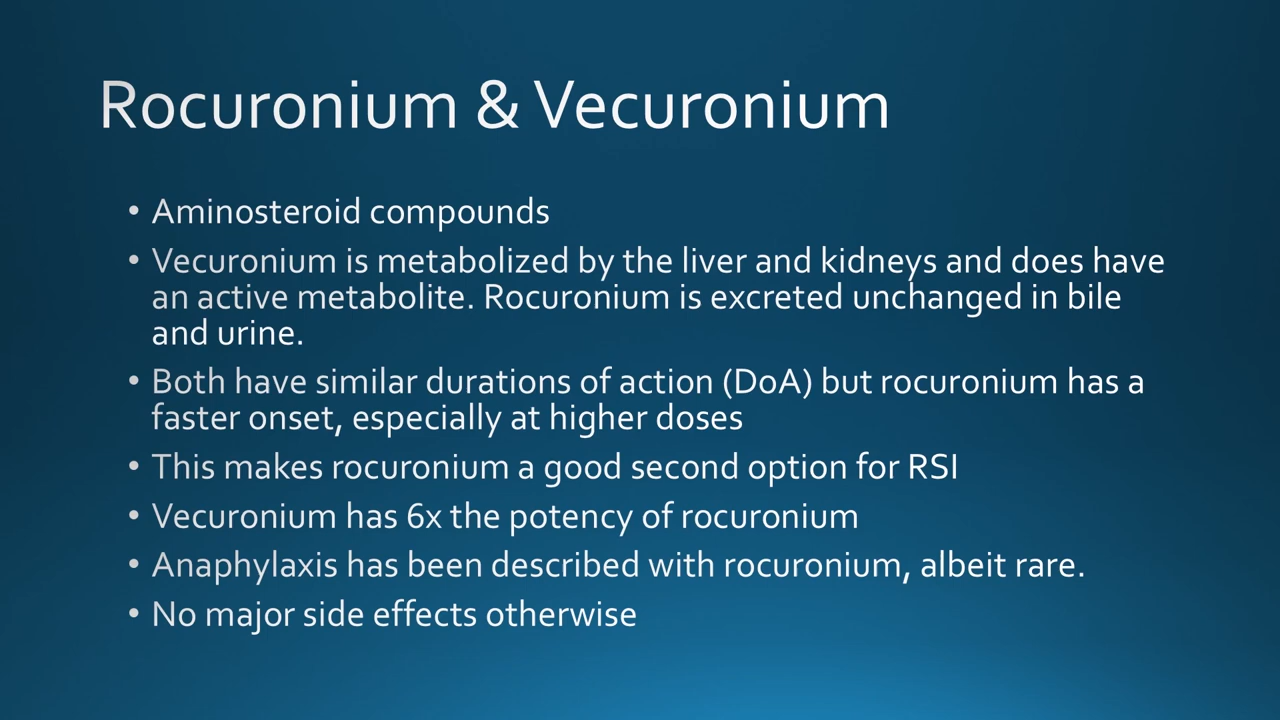 Rocuronium & Vecuronium
• Aminosteroid compounds
• Vecuronium is metabolized by the liver and kidneys and does have
an active metabolite. Rocuronium is excreted unchanged in bile
and urine.
• Both have similar durations of action (DoA) but rocuronium has a
faster onset, especially at higher doses
• This makes rocuronium a good second option for RSI
• Vecuronium has 6x the potency of rocuronium
• Anaphylaxis has been described with rocuronium, albeit rare.
• No major side effects otherwise